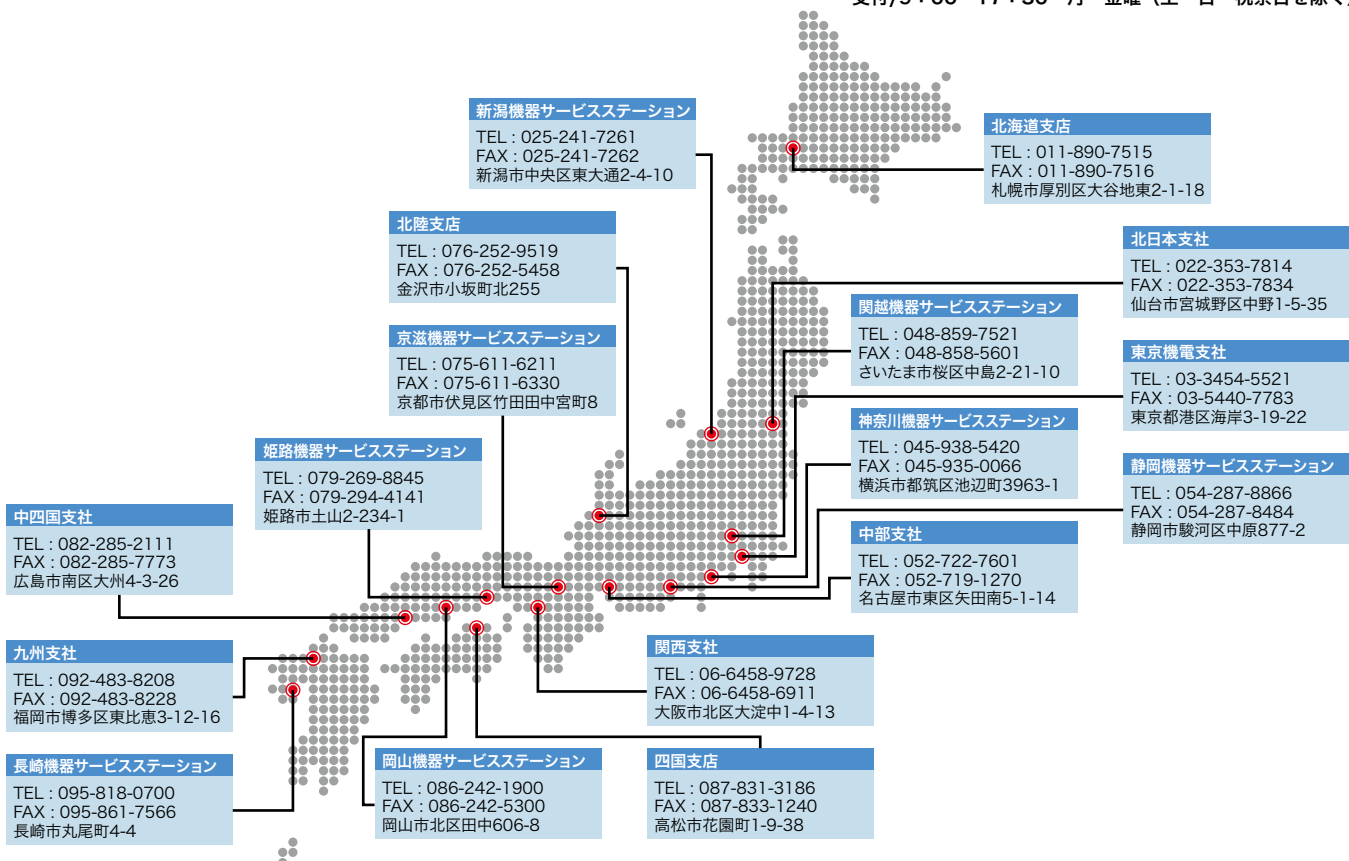 新潟機器サービスステーション
TEL : 025-241-7261
FAX : 025-241-7262
新潟市中央区東大通2-4-10
北海道支店
TEL : 011-890-7515
FAX : 011-890-7516
札幌市厚別区大谷地東2-1-18
北陸支店
TEL : 076-252-9519
FAX : 076-252-5458
金沢市小坂町北255
北日本支社
TEL : 022-353-7814
FAX : 022-353-7834
仙台市宮城野区中野1-5-35
関越機器サービスステーション
TEL : 048-859-7521
FAX : 048-858-5601
さいたま市桜区中島2-21-10
京滋機器サービスステーション
TEL : 075-611-6211
FAX : 075-611-6330
京都市伏見区竹田田中宮町8
東京機電支社
TEL : 03-3454-5521
FAX : 03-5440-7783
東京都港区海岸3-19-22
神奈川機器サービスステーション
TEL : 045-938-5420
FAX : 045-935-0066
横浜市都筑区池辺町3963-1
姫路機器サービスステーション
TEL : 079-269-8845
FAX : 079-294-4141
姫路市土山2-234-1
静岡機器サービスステーション
TEL : 054-287-8866
FAX : 054-287-8484
静岡市駿河区中原877-2
中四国支社
TEL : 082-285-2111
FAX : 082-285-7773
広島市南区大州4-3-26
中部支社
TEL : 052-722-7601
FAX : 052-719-1270
名古屋市東区矢田南5-1-14
九州支社
TEL : 092-483-8208
FAX : 092-483-8228
福岡市博多区東比恵3-12-16
関西支社
TEL : 06-6458-9728
FAX : 06-6458-6911
大阪市北区大淀中1-4-13
長崎機器サービスステーション
TEL : 095-818-0700
FAX : 095-861-7566
長崎市丸尾町4-4
岡山機器サービスステーション
TEL : 086-242-1900
FAX : 086-242-5300
岡山市北区田中606-8
四国支店
TEL : 087-831-3186
FAX : 087-833-1240
高松市花園町1-9-38